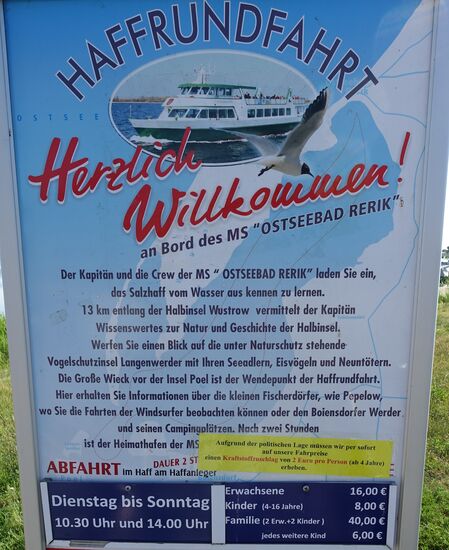 HAFFRUNDFAHRT
OSTSEE
Herzlich
Willkommen!
an Bord des MS "OSTSEEBAD RERIK"
Der Kapitän und die Crew der MS " OSTSEEBAD RERIK" laden Sie ein,
das Salzhaff vom Wasser aus kennen zu lernen.
13 km entlang der Halbinsel Wustrow vermittelt der Kapitän
Wissenswertes zur Natur und Geschichte der Halbinsel.
Werfen Sie einen Blick auf die unter Naturschutz stehende
Vogelschutzinsel Langenwerder mit Ihren Seeadlern, Eisvögeln und Neuntötern.
Die Große Wieck vor der Insel Poel ist der Wendepunkt der Haffrundfahrt.
Hier erhalten Sie Informationen über die kleinen Fischerdörfer, wie Pepelow,
wo Sie die Fahrten der Windsurfer beobachten können oder den Boiensdorfer Werder
und seinen Campingplätzen. Nach zwei Stunden
ist der Heimathafen der MS
Aufgrund der politischen Lage müssen wir per sofort
auf unsere Fahrpreise
einen Kraftstoffzuschlag von 2 Euro pro Person (ab 4 Jahre)
erheben.
ABFAHRT DAUER 2 ST
im Haff am Haffanleger
Dienstag bis Sonntag
10.30 Uhr und 14.00 Uhr
Erwachsene 16,00 €
Kinder (4-16 Jahre) 8,00 €
Familie (2 Erw.+2 Kinder ) 40,00 €
jedes weitere Kind 6,00 €